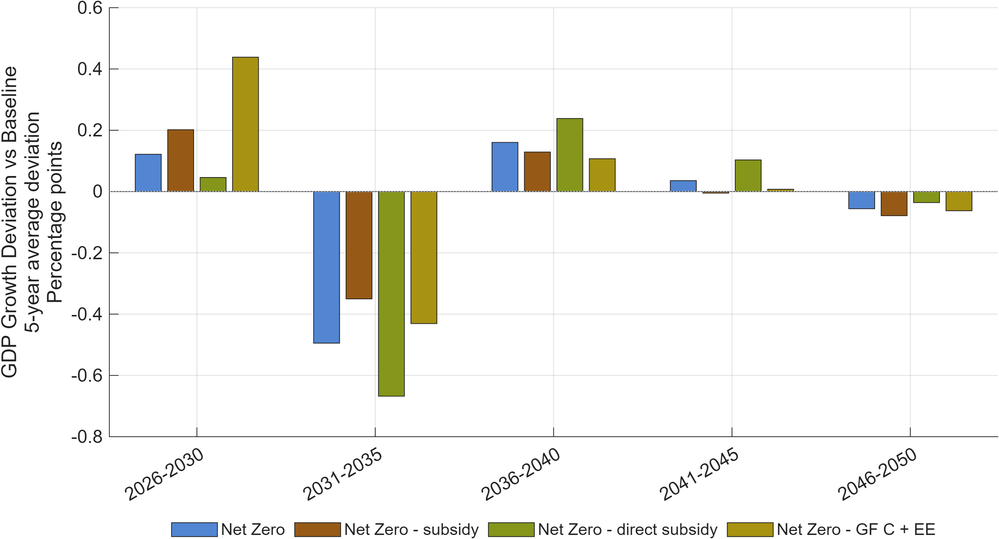 GDP Growth Deviation vs Baseline
5-year average deviation
Percentage points
0.6
0.4
0.2
0
-0.2
-0.4
-0.6
-0.8
2026-2030
2031-2035
2036-2040
2041-2045
2046-2050
Net Zero
Net Zero - subsidy
Net Zero - direct subsidy
Net Zero - GF C + EE